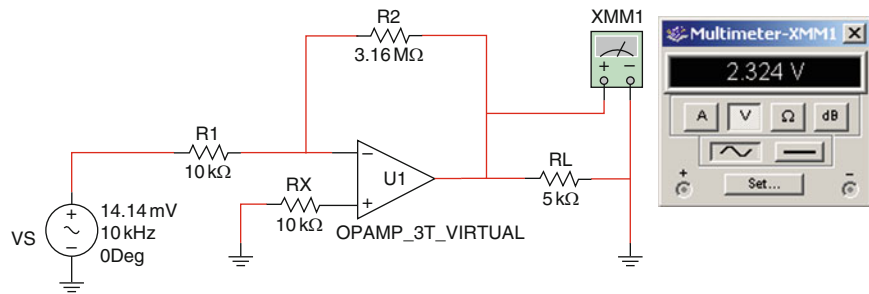 R2
3.16 MΩ
XMM1
+ −
Multimeter-XMM1
2.324 V
A V Ω dB
+ Set... −
R1
10 kΩ
−
U1
+
RX
10 kΩ
OPAMP_3T_VIRTUAL
RL
5 kΩ
VS
+
−
14.14 mV
10 kHz
0Deg